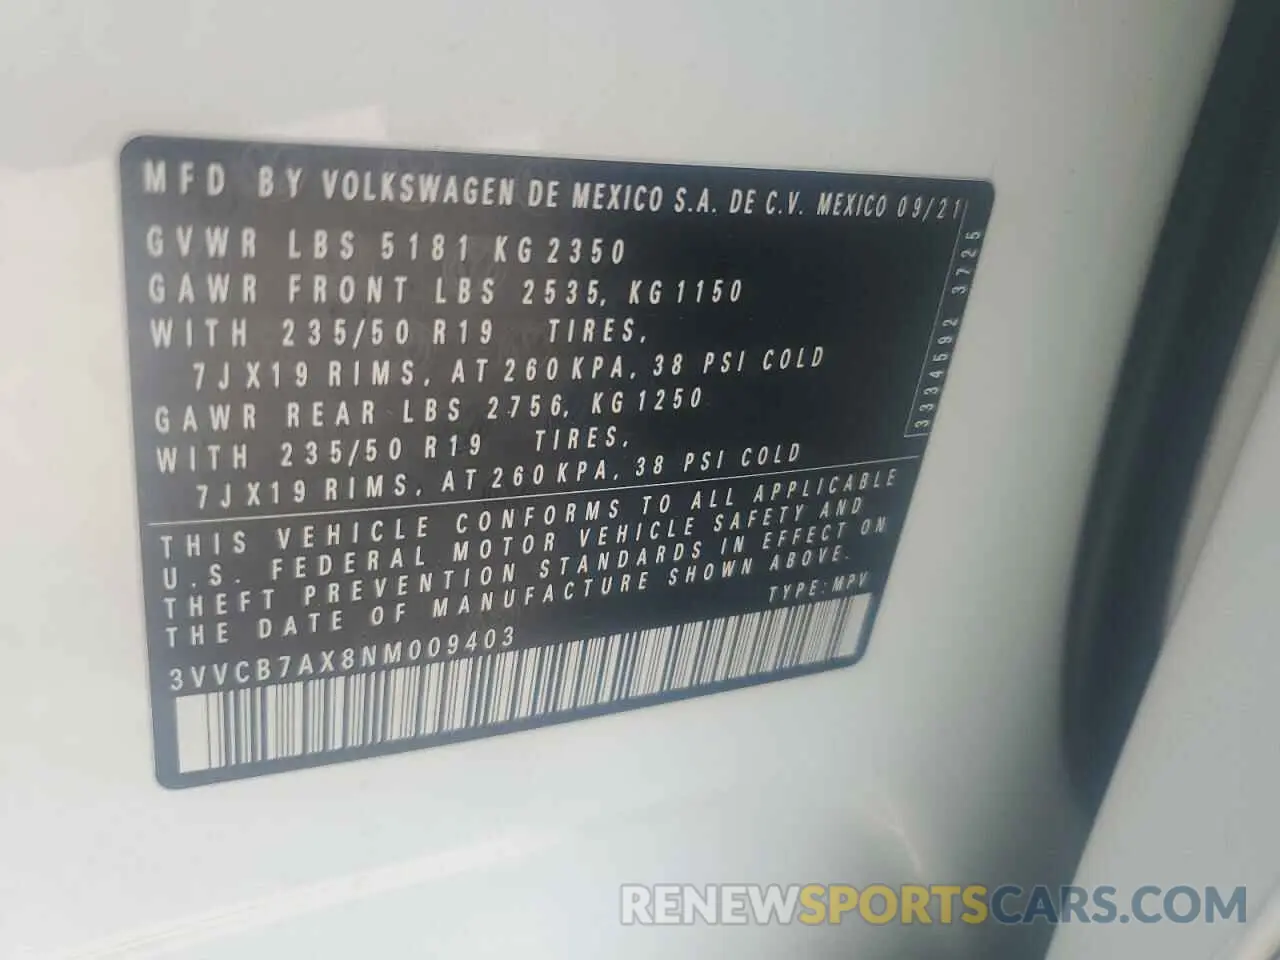 MFD BY VOLKSWAGEN DE MEXICO S.A. DE C.V. MEXICO 09/21
GVWR LBS 5181 KG 2350
GAWR FRONT LBS 2535, KG 1150
WITH 235/50 R19 TIRES,
7JX19 RIMS, AT 260 KPA, 38 PSI COLD
GAWR REAR LBS 2756, KG 1250
WITH 235/50 R19 TIRES,
7JX19 RIMS, AT 260 KPA, 38 PSI COLD
3334592 3725
THIS VEHICLE CONFORMS TO ALL APPLICABLE
U.S. FEDERAL MOTOR VEHICLE SAFETY AND
THEFT PREVENTION STANDARDS IN EFFECT ON
THE DATE OF MANUFACTURE SHOWN ABOVE.
TYPE: MPV
3VVCB7AX8NM009403
RENEWSPORTSCARS.COM